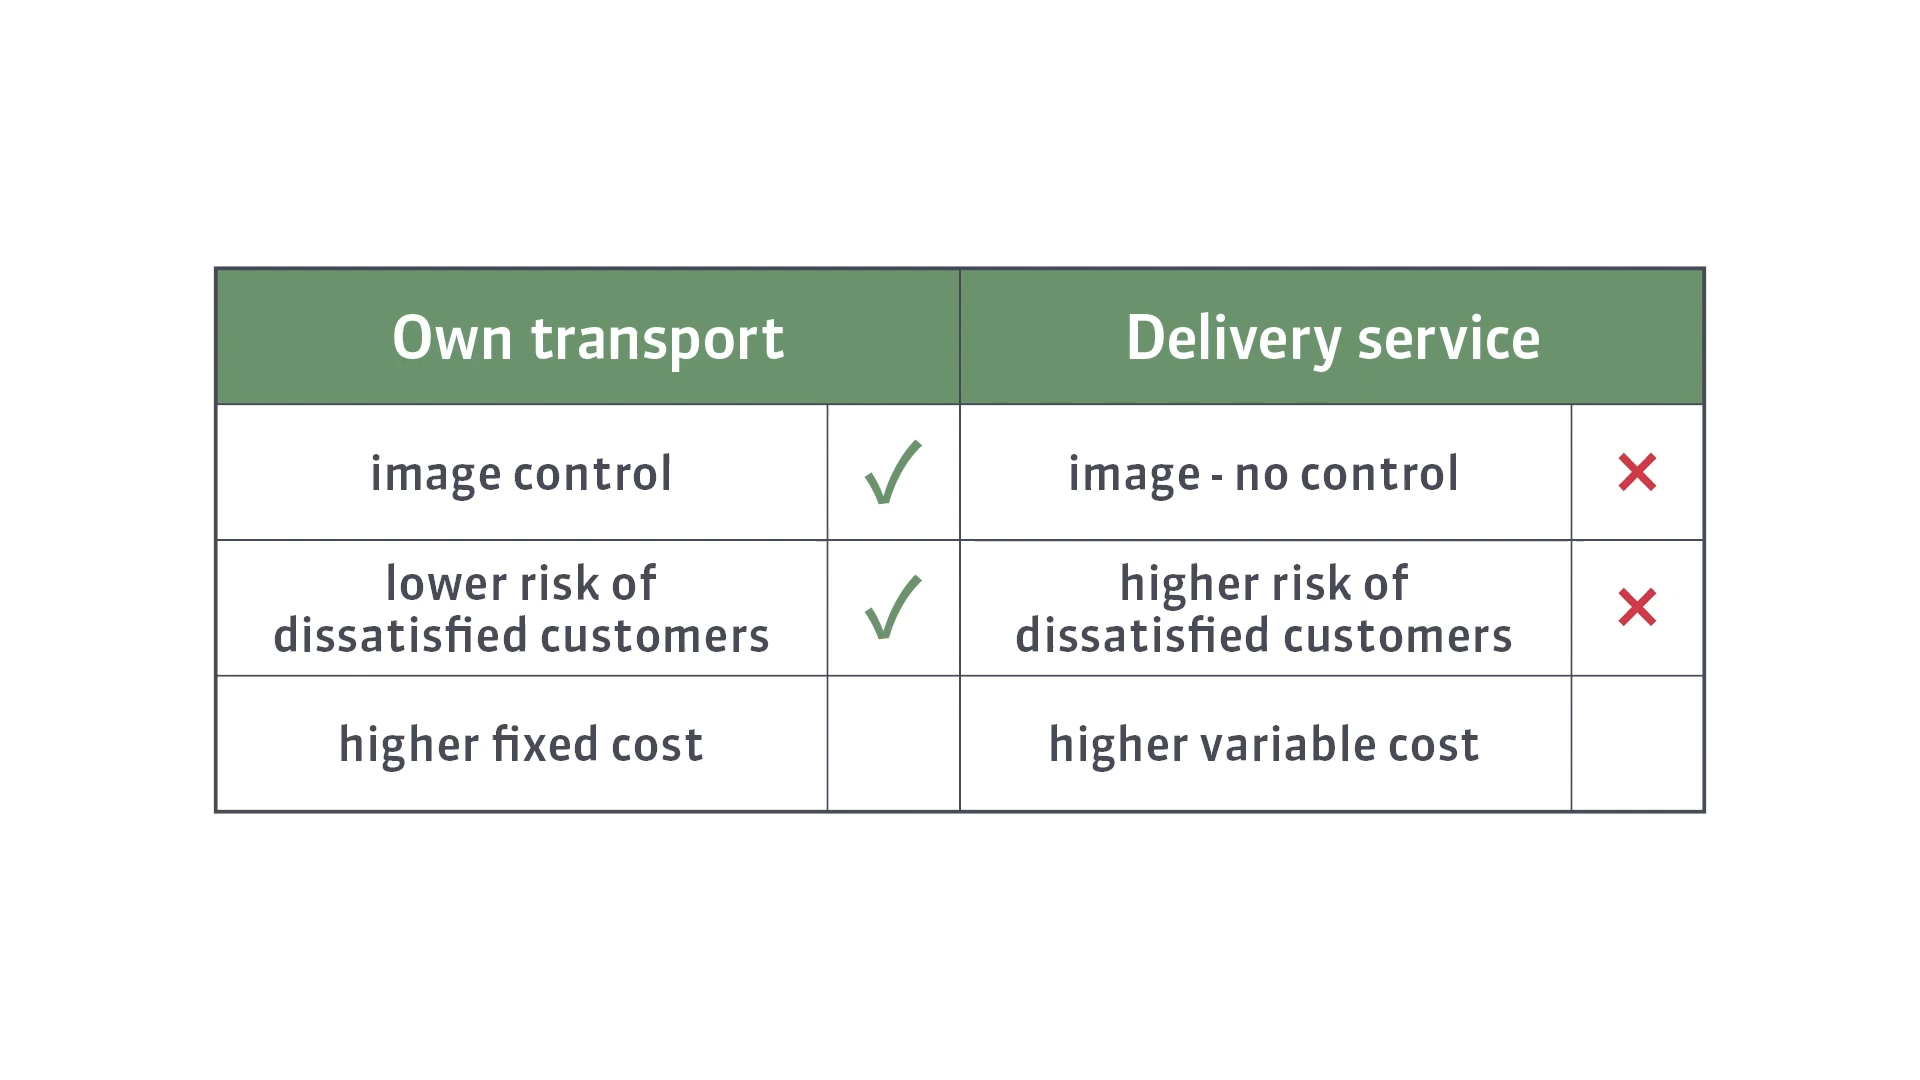 Own transport
Delivery service
image control
✓
image - no control
✕
lower risk of
dissatisfied customers
✓
higher risk of
dissatisfied customers
✕
higher fixed cost
higher variable cost